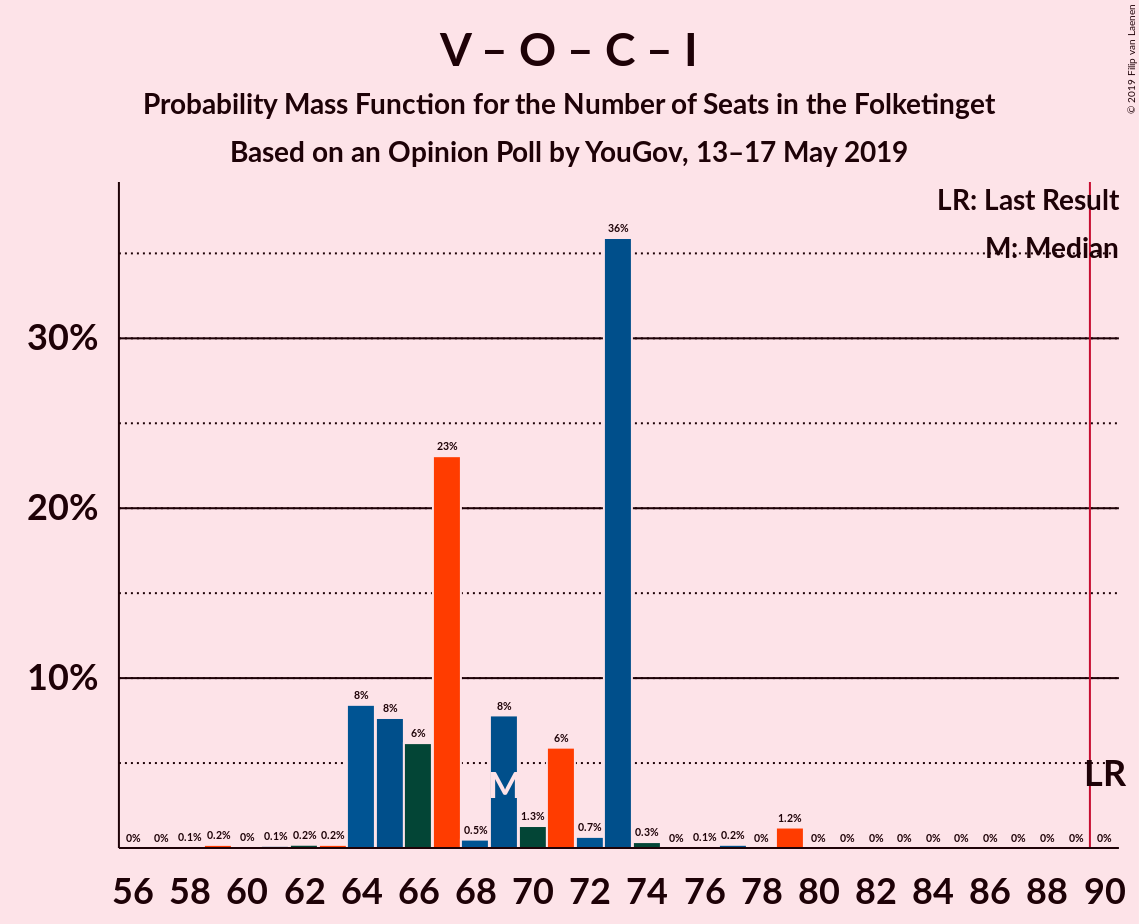 V – O – C – I
Probability Mass Function for the Number of Seats in the Folketinget
Based on an Opinion Poll by YouGov, 13–17 May 2019
© 2019 Filip van Laenen
LR: Last Result
M: Median
36%
30%
23%
20%
10%
8% 8% 6% 8% 6%
M
LR
0% 0% 0.1% 0.2% 0% 0.1% 0.2% 0.2% 0.5% 1.3% 0.7% 0.3% 0% 0.1% 0.2% 0% 1.2% 0% 0% 0% 0% 0% 0% 0% 0% 0% 0% 0%
56 58 60 62 64 66 68 70 72 74 76 78 80 82 84 86 88 90